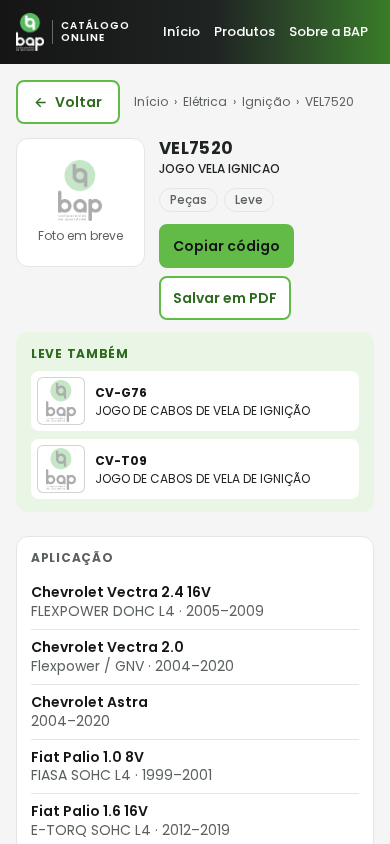 bap
CATÁLOGO
ONLINE
Início Produtos Sobre a BAP
← Voltar
Início › Elétrica › Ignição › VEL7520
bap
Foto em breve
VEL7520
JOGO VELA IGNICAO
Peças Leve
Copiar código
Salvar em PDF
LEVE TAMBÉM
bap
CV-G76
JOGO DE CABOS DE VELA DE IGNIÇÃO
bap
CV-T09
JOGO DE CABOS DE VELA DE IGNIÇÃO
APLICAÇÃO
Chevrolet Vectra 2.4 16V
FLEXPOWER DOHC L4 · 2005–2009
Chevrolet Vectra 2.0
Flexpower / GNV · 2004–2020
Chevrolet Astra
2004–2020
Fiat Palio 1.0 8V
FIASA SOHC L4 · 1999–2001
Fiat Palio 1.6 16V
E-TORQ SOHC L4 · 2012–2019